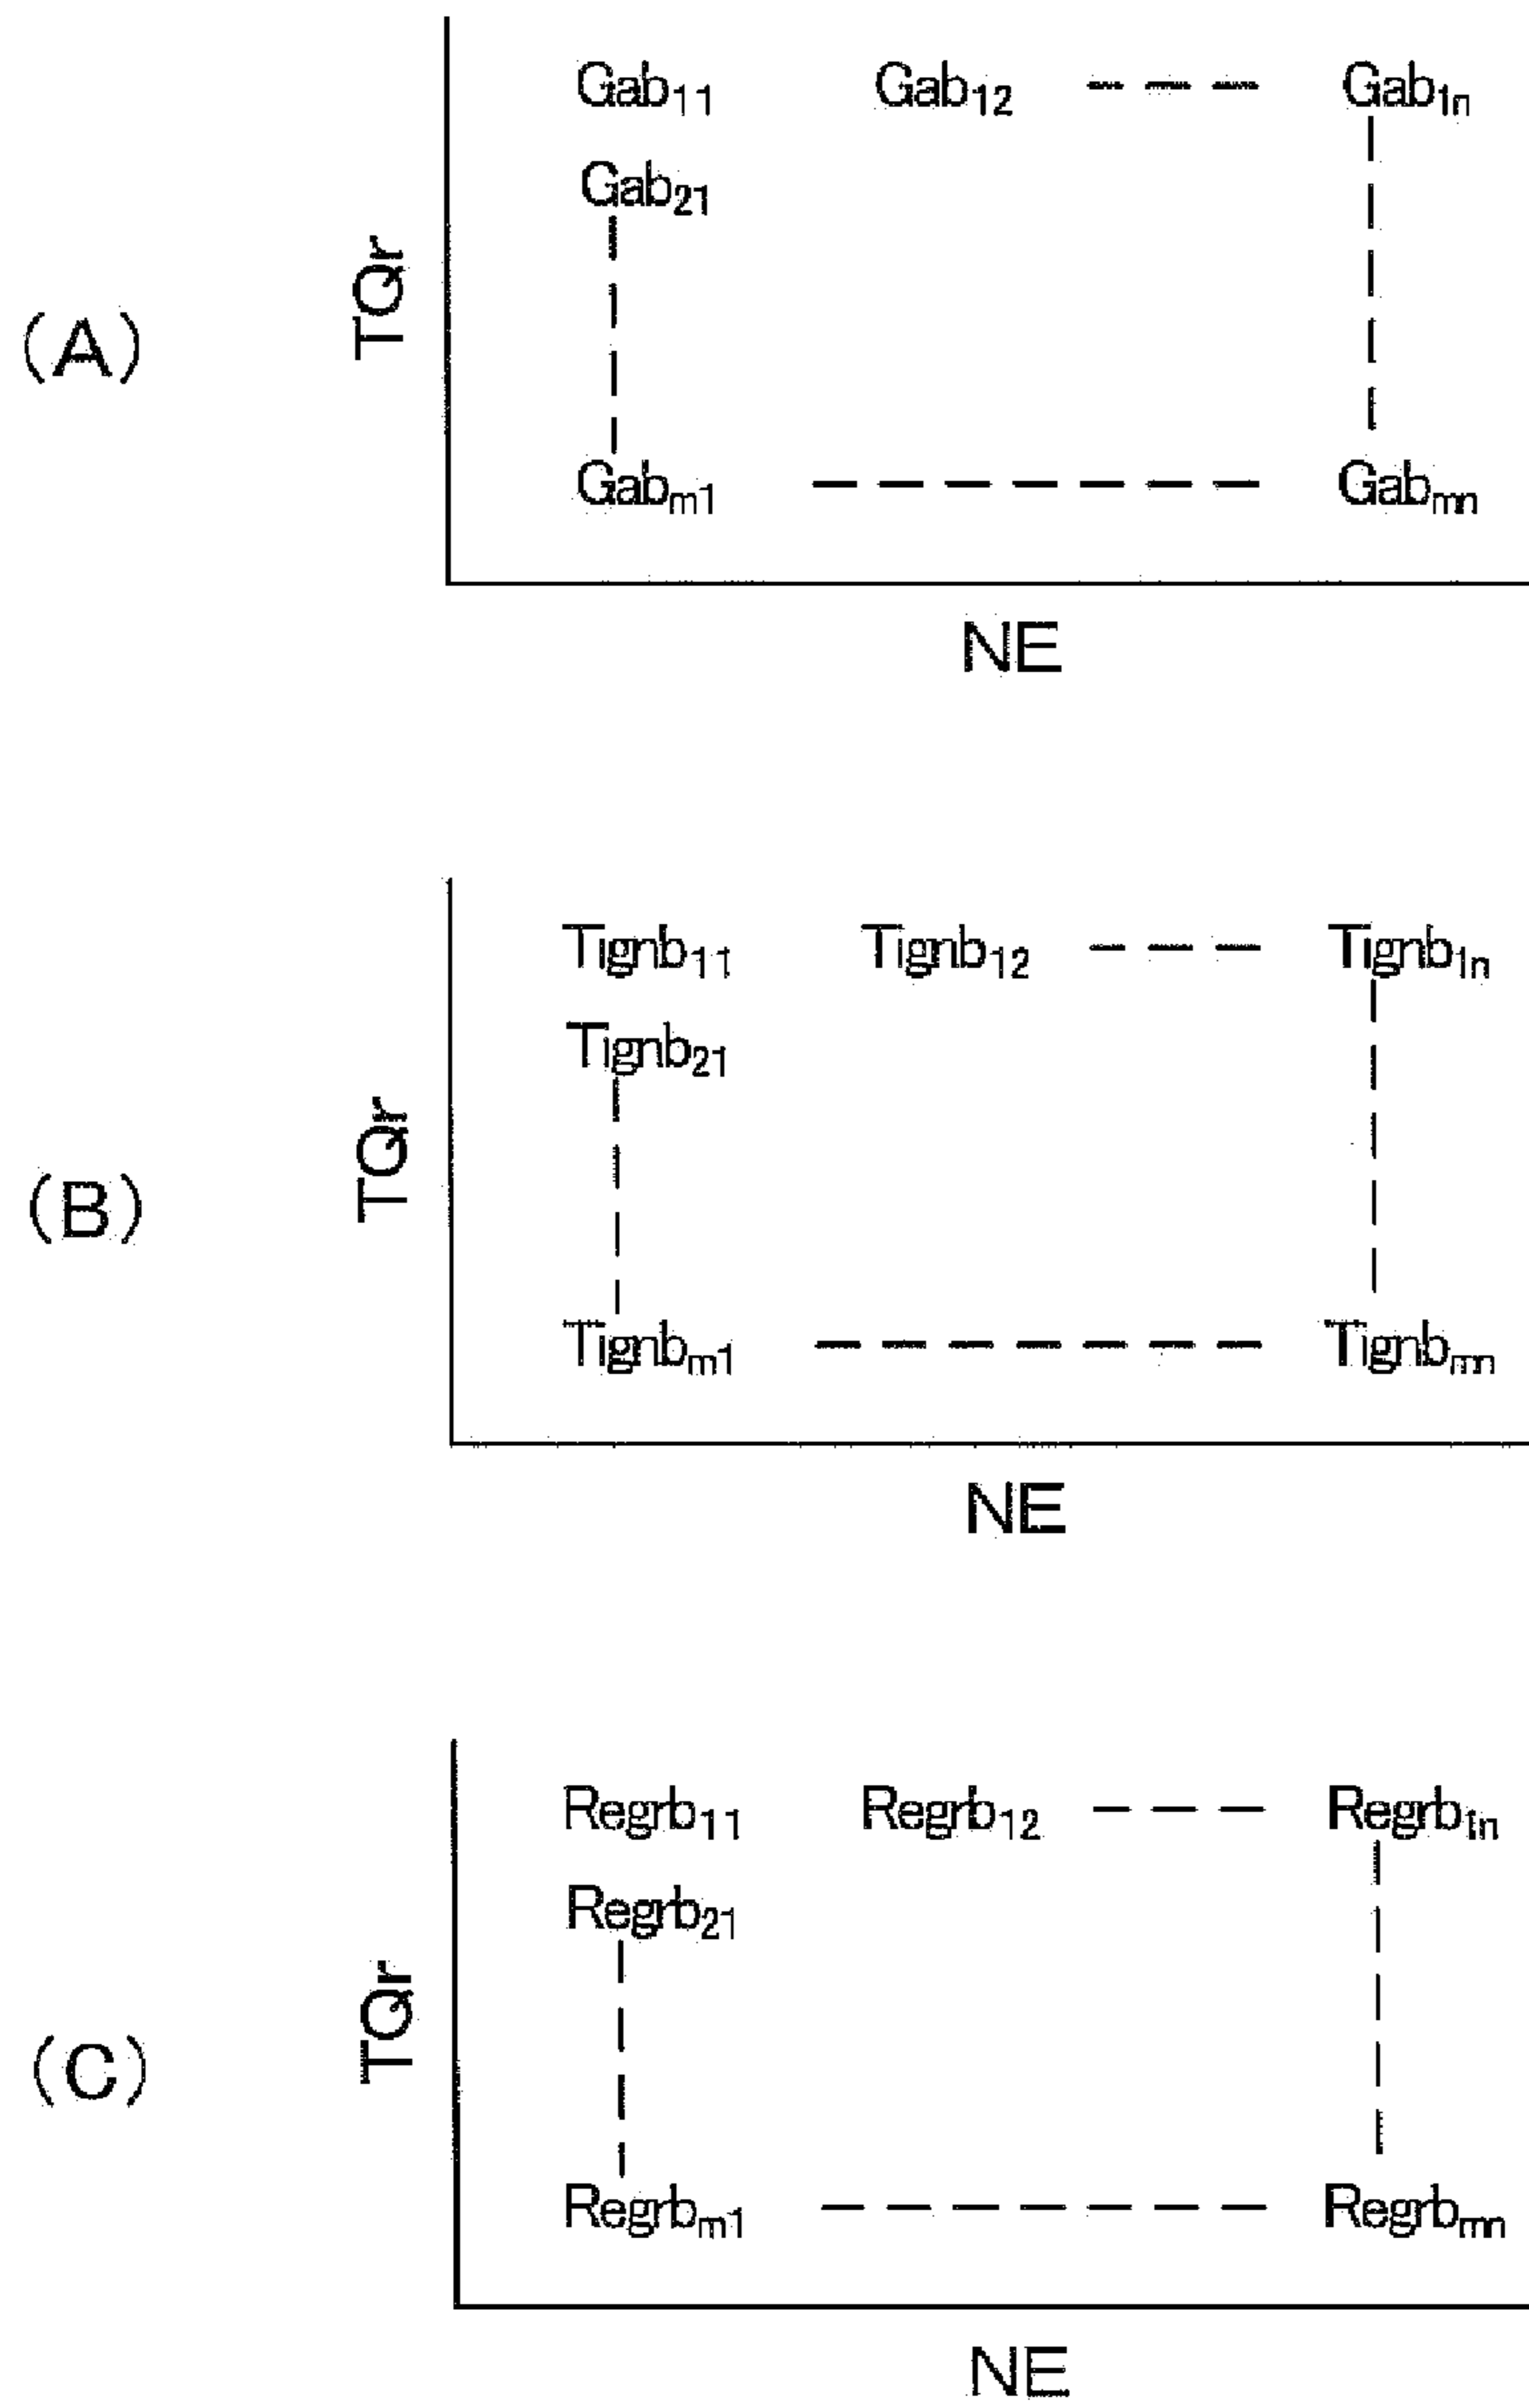 Gab11 Gab12 Gab1n
Gab21
TQr
(A)
Gabm1 Gabmn
NE
Tignb11 Tignb12 Tignb1n
Tignb21
TQr
(B)
Tignbm1 Tignbmn
NE
Regrb11 Regrb12 Regrb1n
Regrb21
TQr
(C)
Regrbm1 Regrbmn
NE